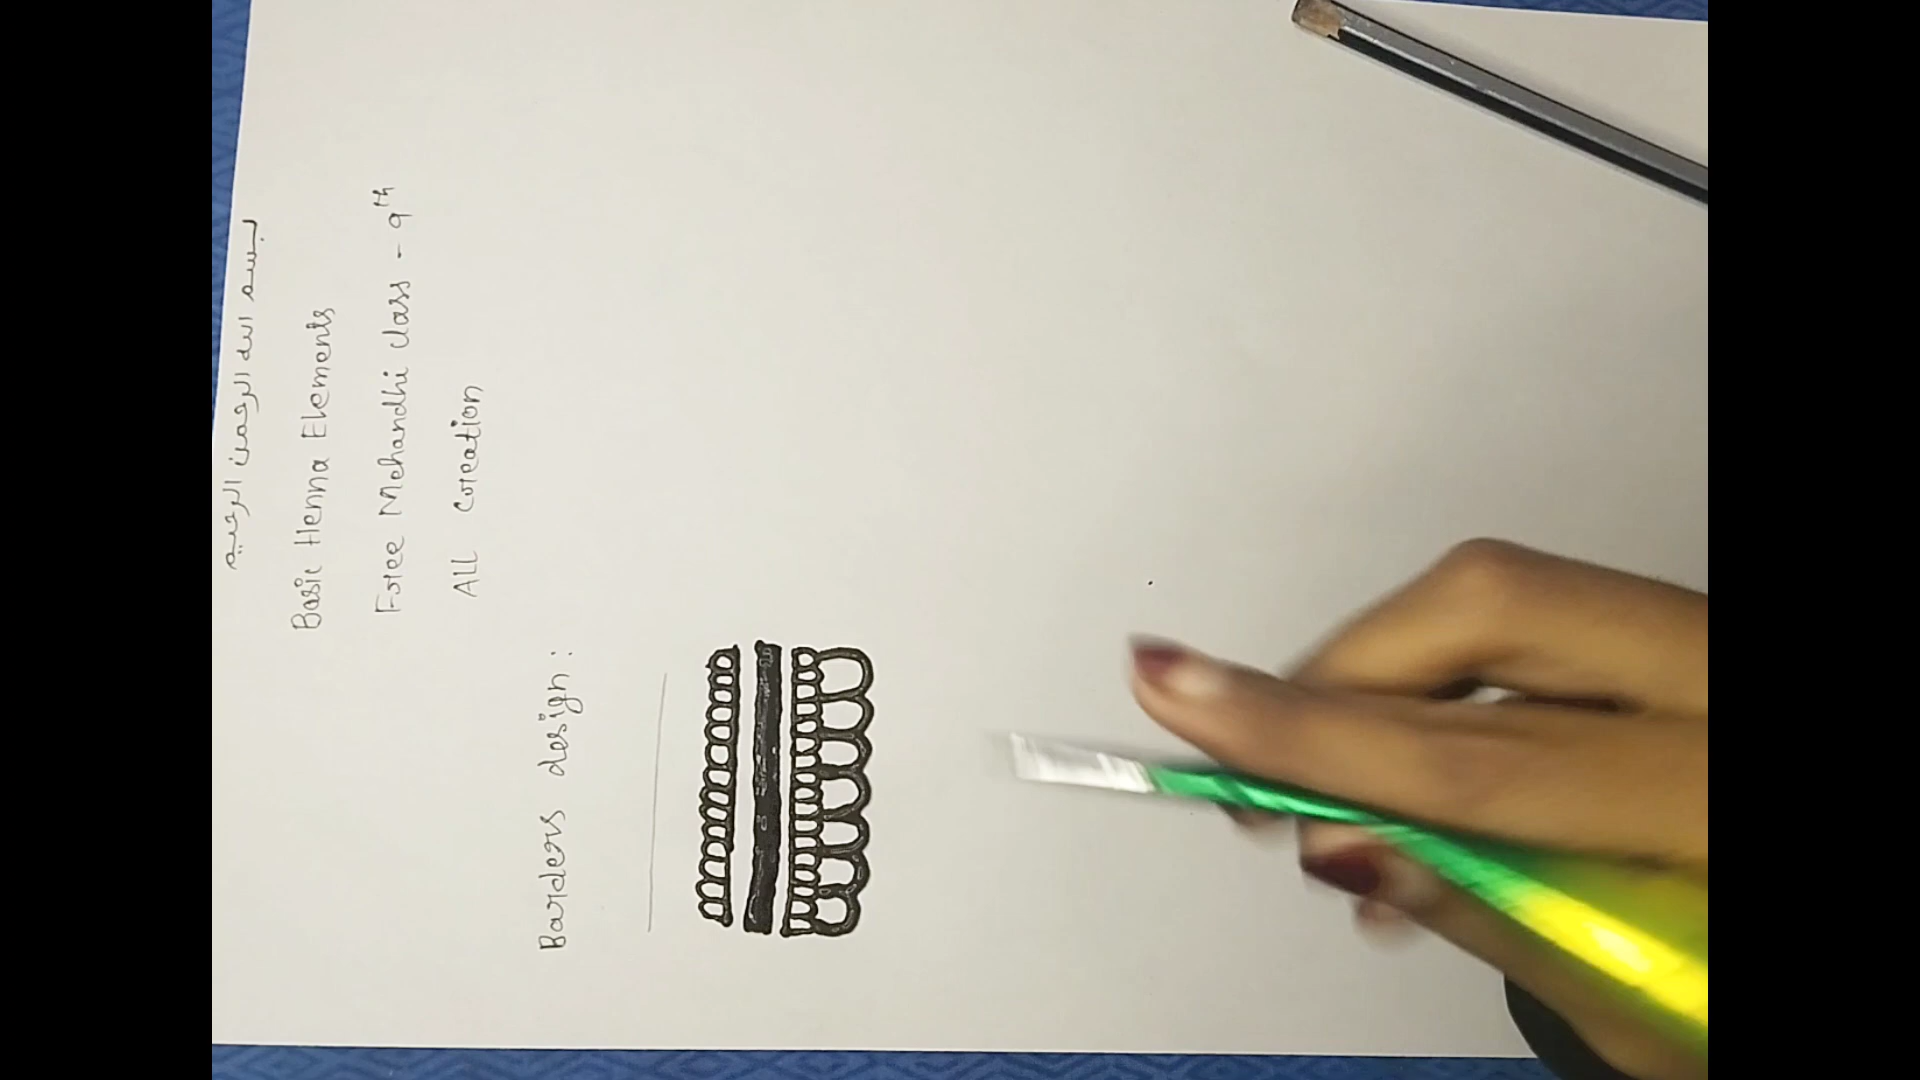 بسم الله الرحمن الرحيم
Basic Henna Elements
Free Mehandhi class - 9th
ALL Creation
Borders design: